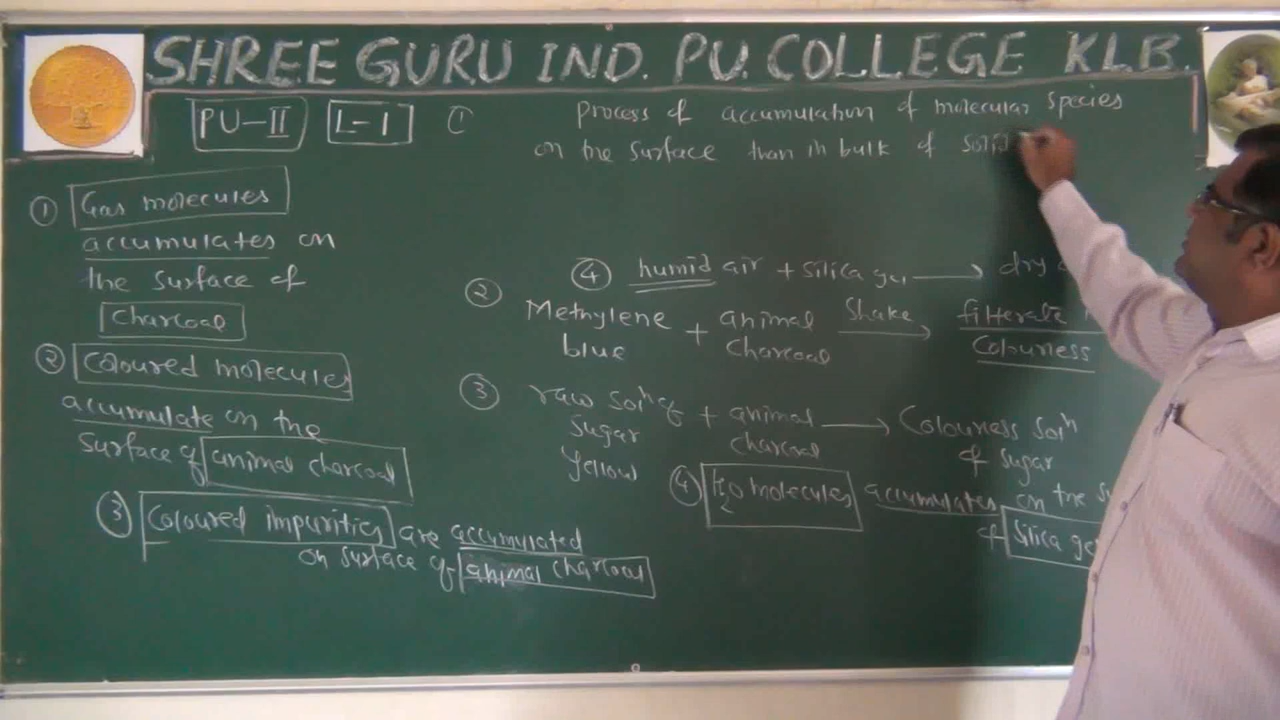 SHREE GURU IND. PU. COLLEGE KLB.
PU-II L-1 ①
Process of accumulation of molecular species
on the surface than in bulk of solid
① Gas molecules
accumulates on
the surface of
Charcoal
② Coloured molecules
accumulate on the
surface of animal charcoal
③ Coloured impurities are accumulated
on surface of animal charcoal
④ humid air + silica gel → dry
② Methylene blue + animal charcoal Shake → filterate
Colourless
③ raw soln of sugar yellow + animal charcoal → Colourless soln of sugar
④ H2O molecules accumulates on the
of Silica gel